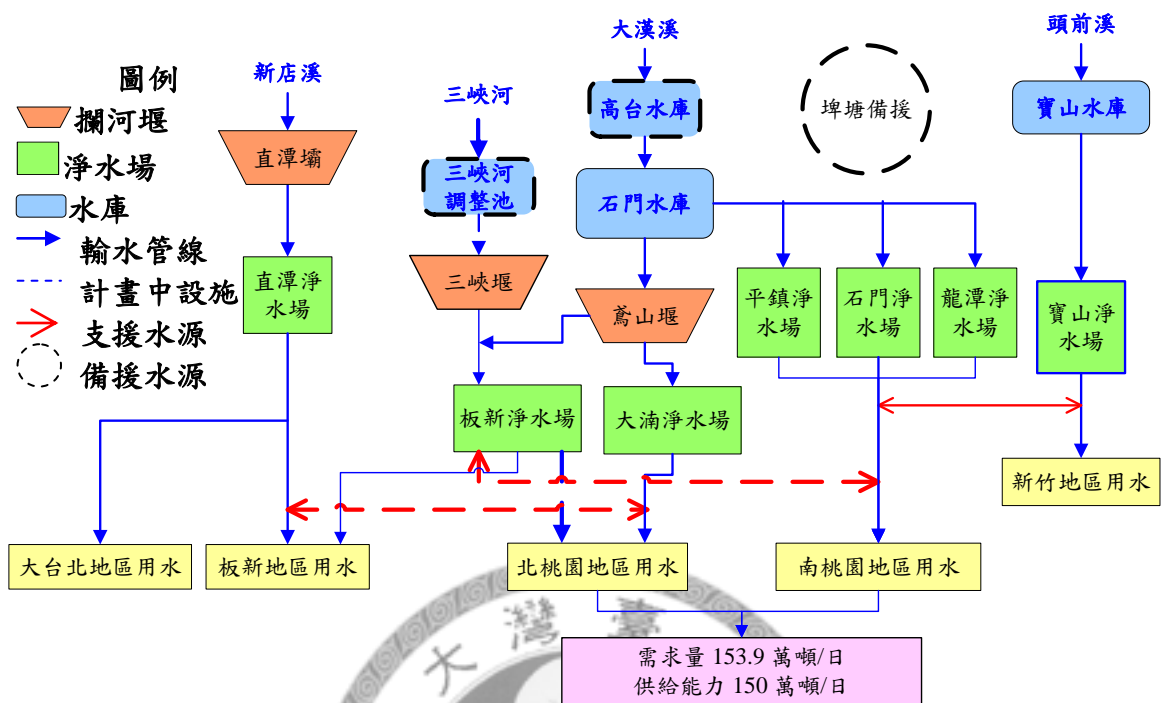 圖例
攔河堰
淨水場
水庫
輸水管線
計畫中設施
支援水源
備援水源
新店溪
直潭壩
直潭淨
水場
三峽河
三峽河
調整池
三峽堰
大漢溪
高台水庫
石門水庫
鳶山堰
埤塘備援
頭前溪
寶山水庫
平鎮淨
水場
石門淨
水場
龍潭淨
水場
寶山淨
水場
板新淨水場
大湳淨水場
新竹地區用水
大台北地區用水
板新地區用水
北桃園地區用水
南桃園地區用水
需求量 153.9 萬噸/日
供給能力 150 萬噸/日
大灣臺